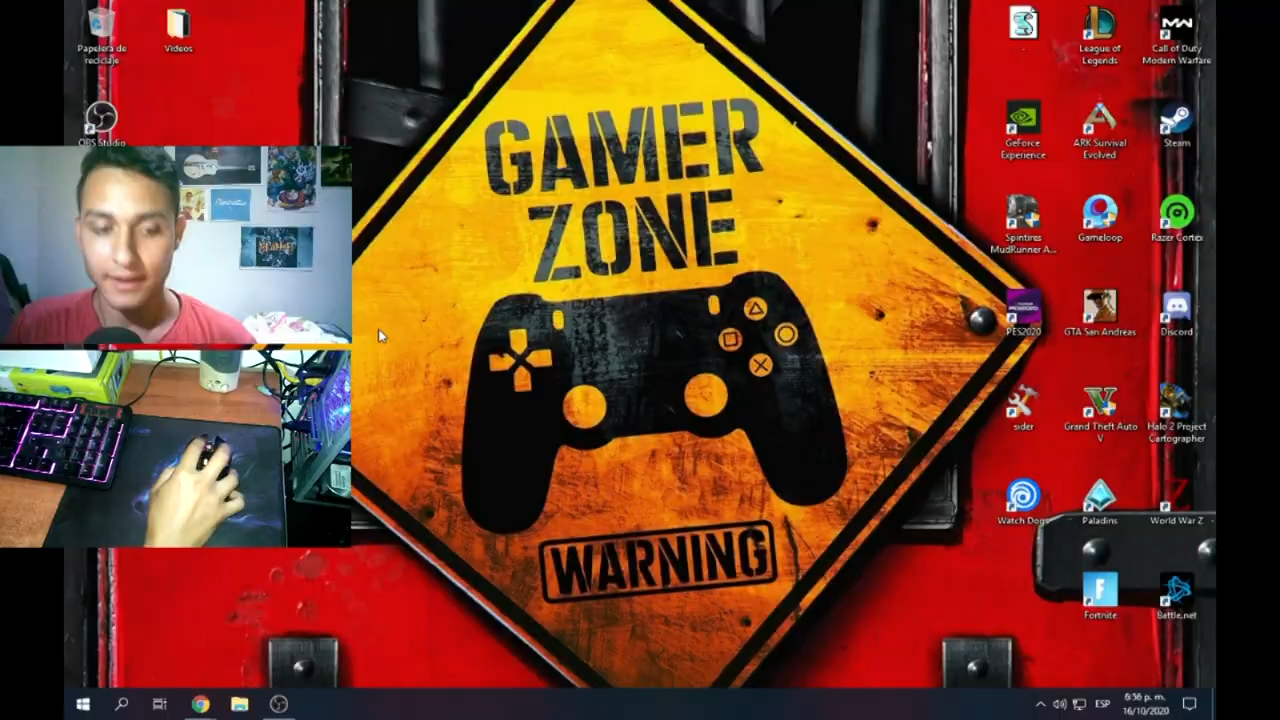 Papelera de
reciclaje
Videos
OBS Studio
GAMER
ZONE
WARNING
League of
Legends
Call of Duty
Modern Warfare
GeForce
Experience
ARK Survival
Evolved
Steam
Spintires
MudRunner A...
Gameloop
Razer Cortex
PES2020
GTA San Andreas
Discord
sider
Grand Theft Auto
V
Halo 2 Project
Cartographer
Watch Dogs
Paladins
World War Z
Fortnite
Battle.net
ESP
6:56 p. m.
16/10/2020